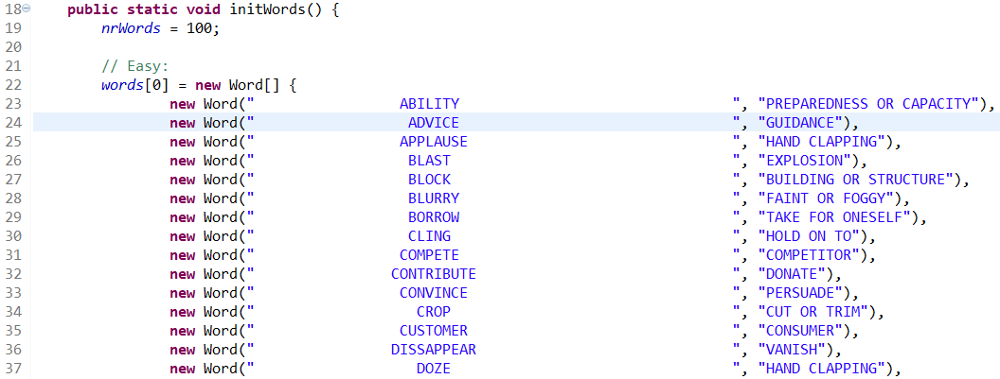 18 public static void initWords() {
19 nrWords = 100;
20
21 // Easy:
22 words[0] = new Word[] {
23 new Word("                 ABILITY                                ", "PREPAREDNESS OR CAPACITY"),
24 new Word("                  ADVICE                                ", "GUIDANCE"),
25 new Word("                 APPLAUSE                               ", "HAND CLAPPING"),
26 new Word("                  BLAST                                 ", "EXPLOSION"),
27 new Word("                  BLOCK                                 ", "BUILDING OR STRUCTURE"),
28 new Word("                  BLURRY                                ", "FAINT OR FOGGY"),
29 new Word("                  BORROW                                ", "TAKE FOR ONESELF"),
30 new Word("                  CLING                                 ", "HOLD ON TO"),
31 new Word("                 COMPETE                                ", "COMPETITOR"),
32 new Word("                CONTRIBUTE                              ", "DONATE"),
33 new Word("                 CONVINCE                               ", "PERSUADE"),
34 new Word("                   CROP                                 ", "CUT OR TRIM"),
35 new Word("                 CUSTOMER                               ", "CONSUMER"),
36 new Word("                DISSAPPEAR                              ", "VANISH"),
37 new Word("                   DOZE                                 ", "HAND CLAPPING"),